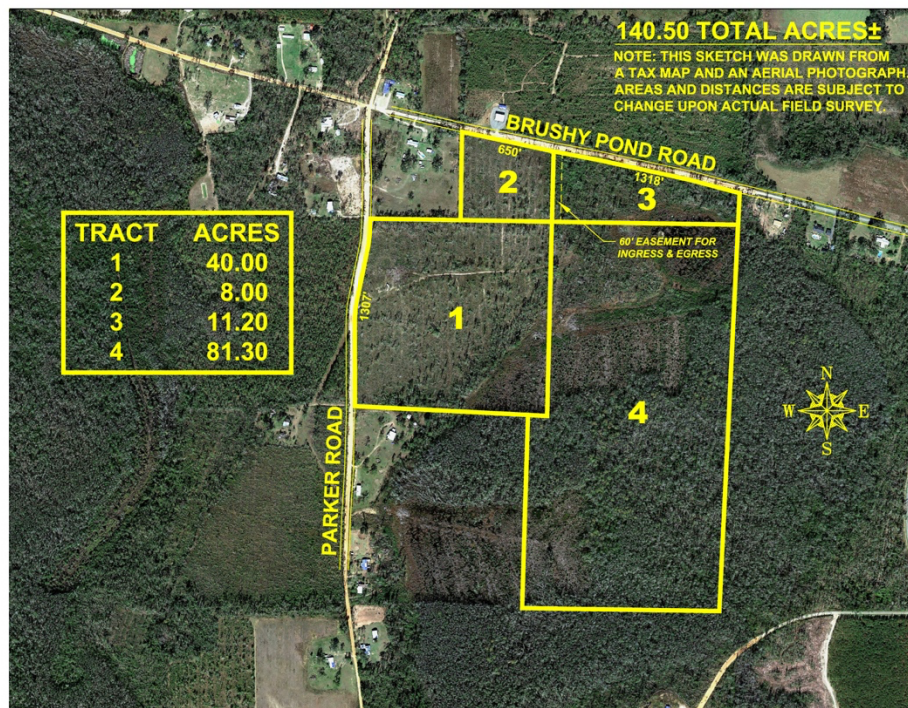 140.50 TOTAL ACRES±
NOTE: THIS SKETCH WAS DRAWN FROM
A TAX MAP AND AN AERIAL PHOTOGRAPH.
AREAS AND DISTANCES ARE SUBJECT TO
CHANGE UPON ACTUAL FIELD SURVEY.
BRUSHY POND ROAD
650'
1318'
2
3
60' EASEMENT FOR
INGRESS & EGRESS
TRACT ACRES
1 40.00
2 8.00
3 11.20
4 81.30
1307'
1
4
N
W E
S
PARKER ROAD